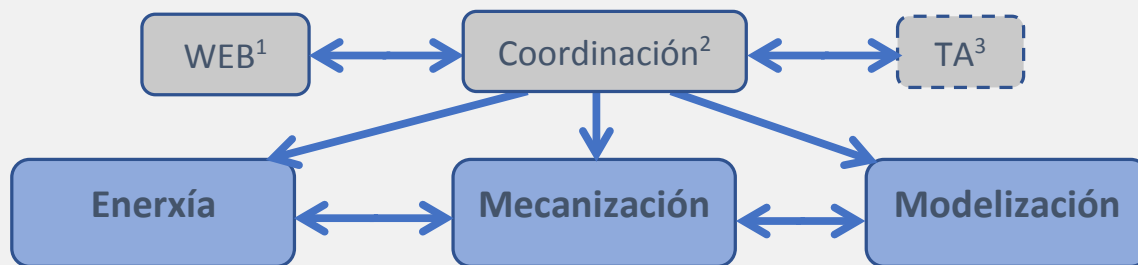 WEB¹
Coordinación²
TA³
Enerxía
Mecanización
Modelización